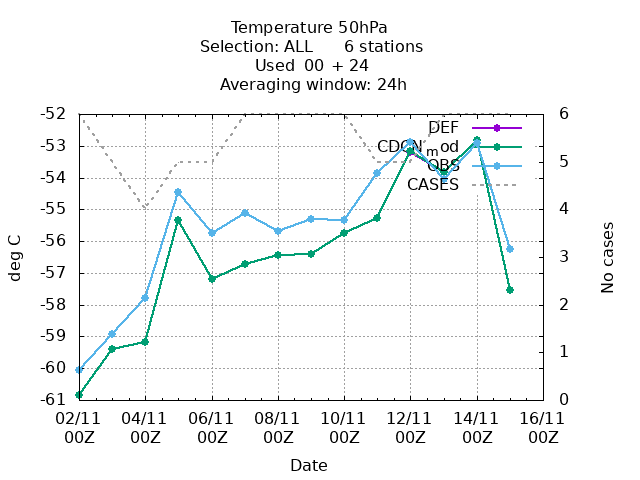 Temperature 50hPa
Selection: ALL 6 stations
Used 00 + 24
Averaging window: 24h
-52
-53
-54
-55
-56
-57
-58
-59
-60
-61
deg C
6
5
4
3
2
1
0
No cases
DEF
CDCN_mod
OBS
CASES
02/11 04/11 06/11 08/11 10/11 12/11 14/11 16/11
00Z 00Z 00Z 00Z 00Z 00Z 00Z 00Z
Date